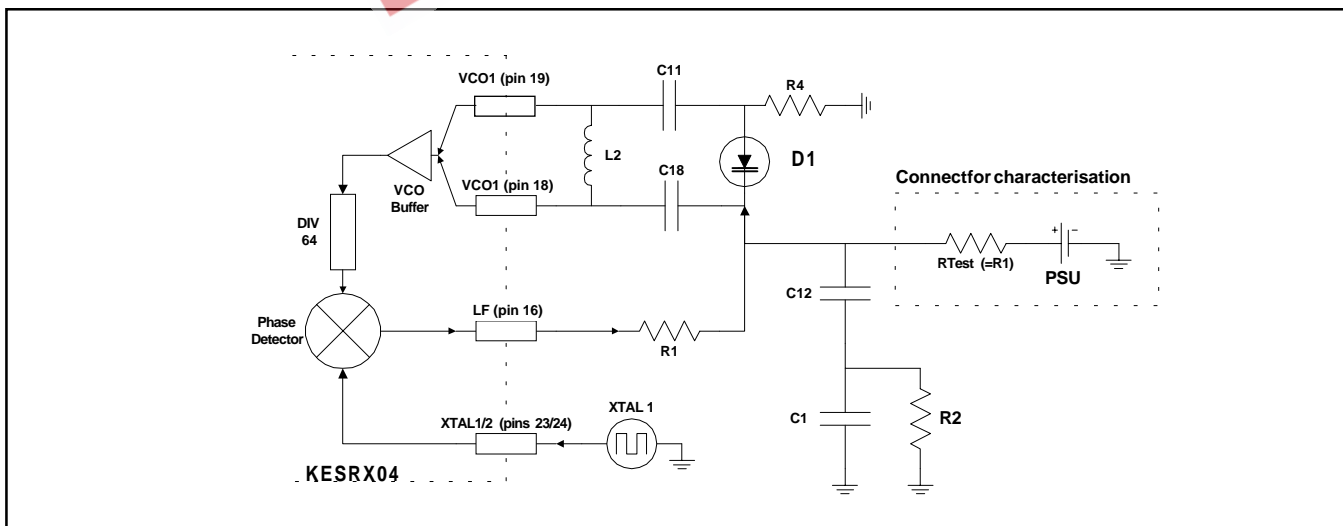 VCO1 (pin 19)
C11
R4
L2
D1
VCO
Buffer
VCO1 (pin 18)
C18
Connectfor characterisation
DIV
64
+ −
RTest (=R1)
PSU
C12
Phase
Detector
LF (pin 16)
R1
XTAL1/2 (pins 23/24)
XTAL 1
C1
R2
KESRX04